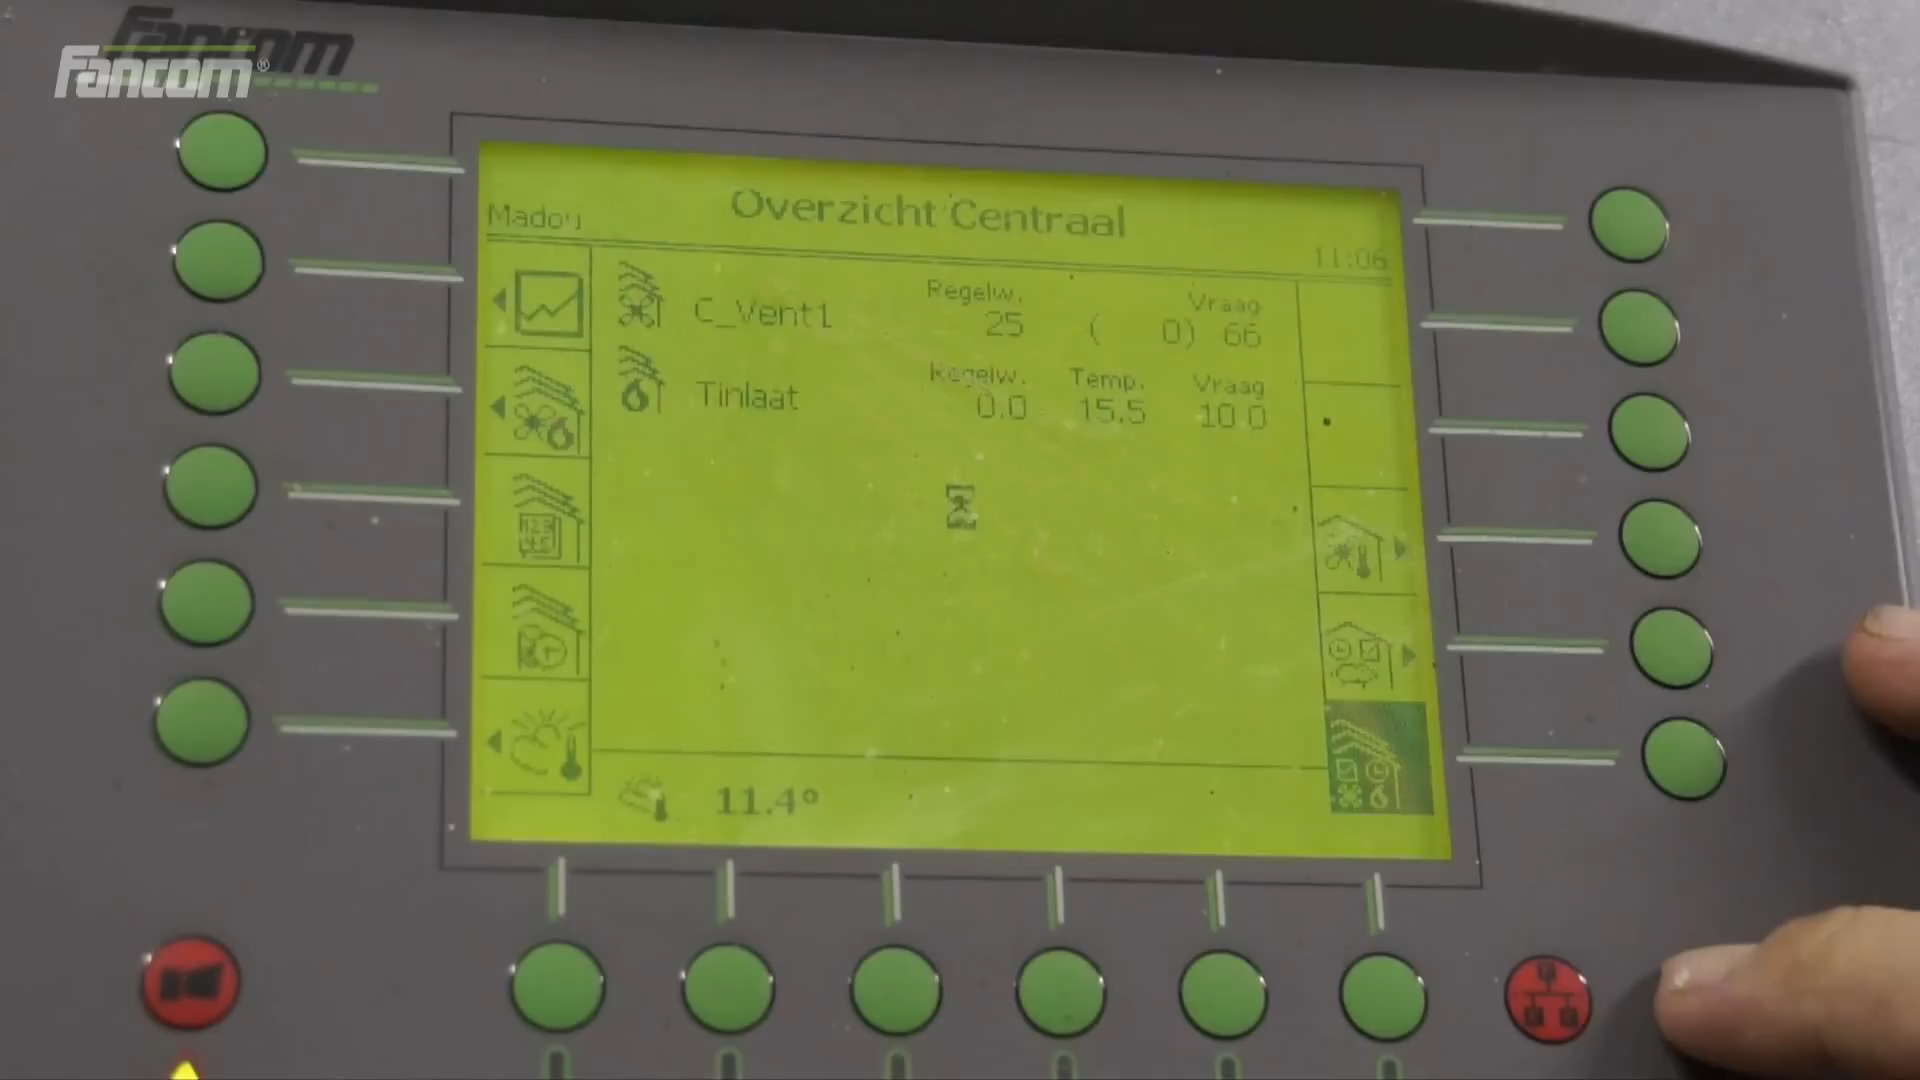 Fancom
Fancom®
Overzicht Centraal
Madou
11:06
Regelw. Vraag
C_Vent1 25 ( 0) 66
Regelw. Temp. Vraag
Tinlaat 0.0 15.5 10.0
11.4°